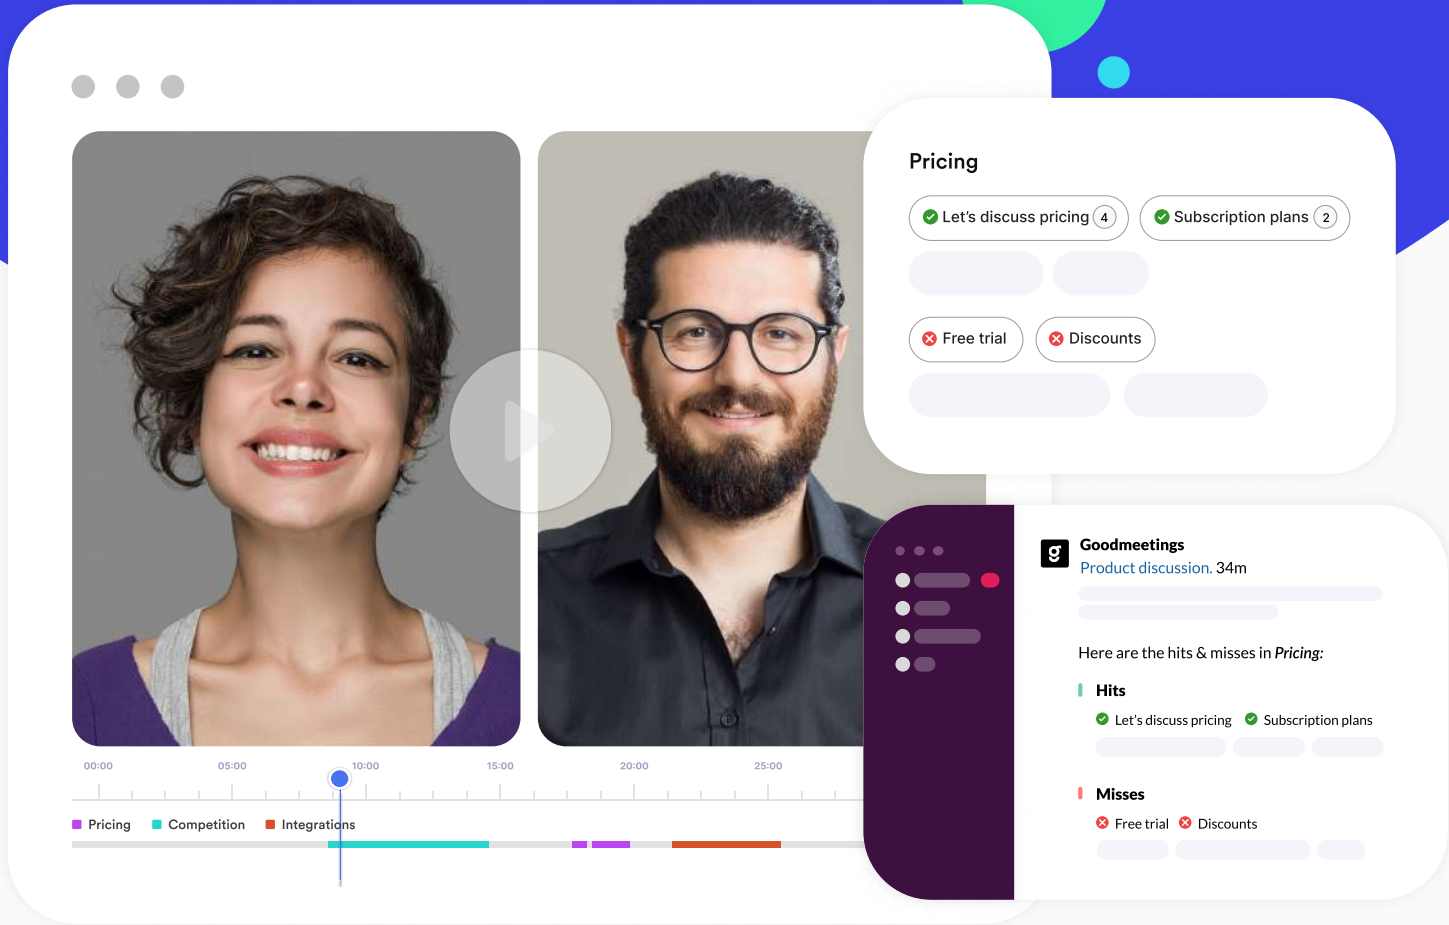 Pricing
Let's discuss pricing 4
Subscription plans 2
Free trial
Discounts
00:00 05:00 10:00 15:00 20:00 25:00
Pricing Competition Integrations
g
Goodmeetings
Product discussion. 34m
Here are the hits & misses in Pricing:
Hits
Let's discuss pricing Subscription plans
Misses
Free trial Discounts